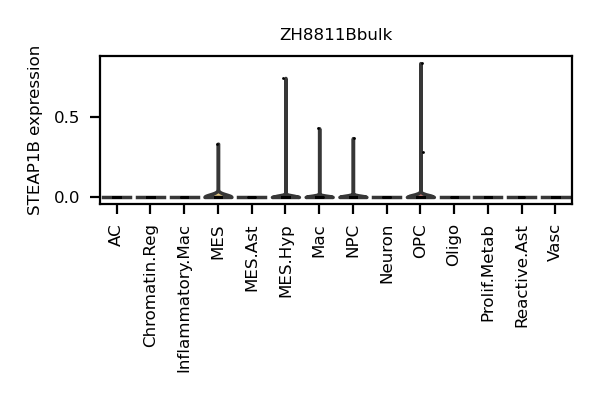 ZH8811Bbulk
STEAP1B expression
0.5
0.0
AC
Chromatin.Reg
Inflammatory.Mac
MES
MES.Ast
MES.Hyp
Mac
NPC
Neuron
OPC
Oligo
Prolif.Metab
Reactive.Ast
Vasc